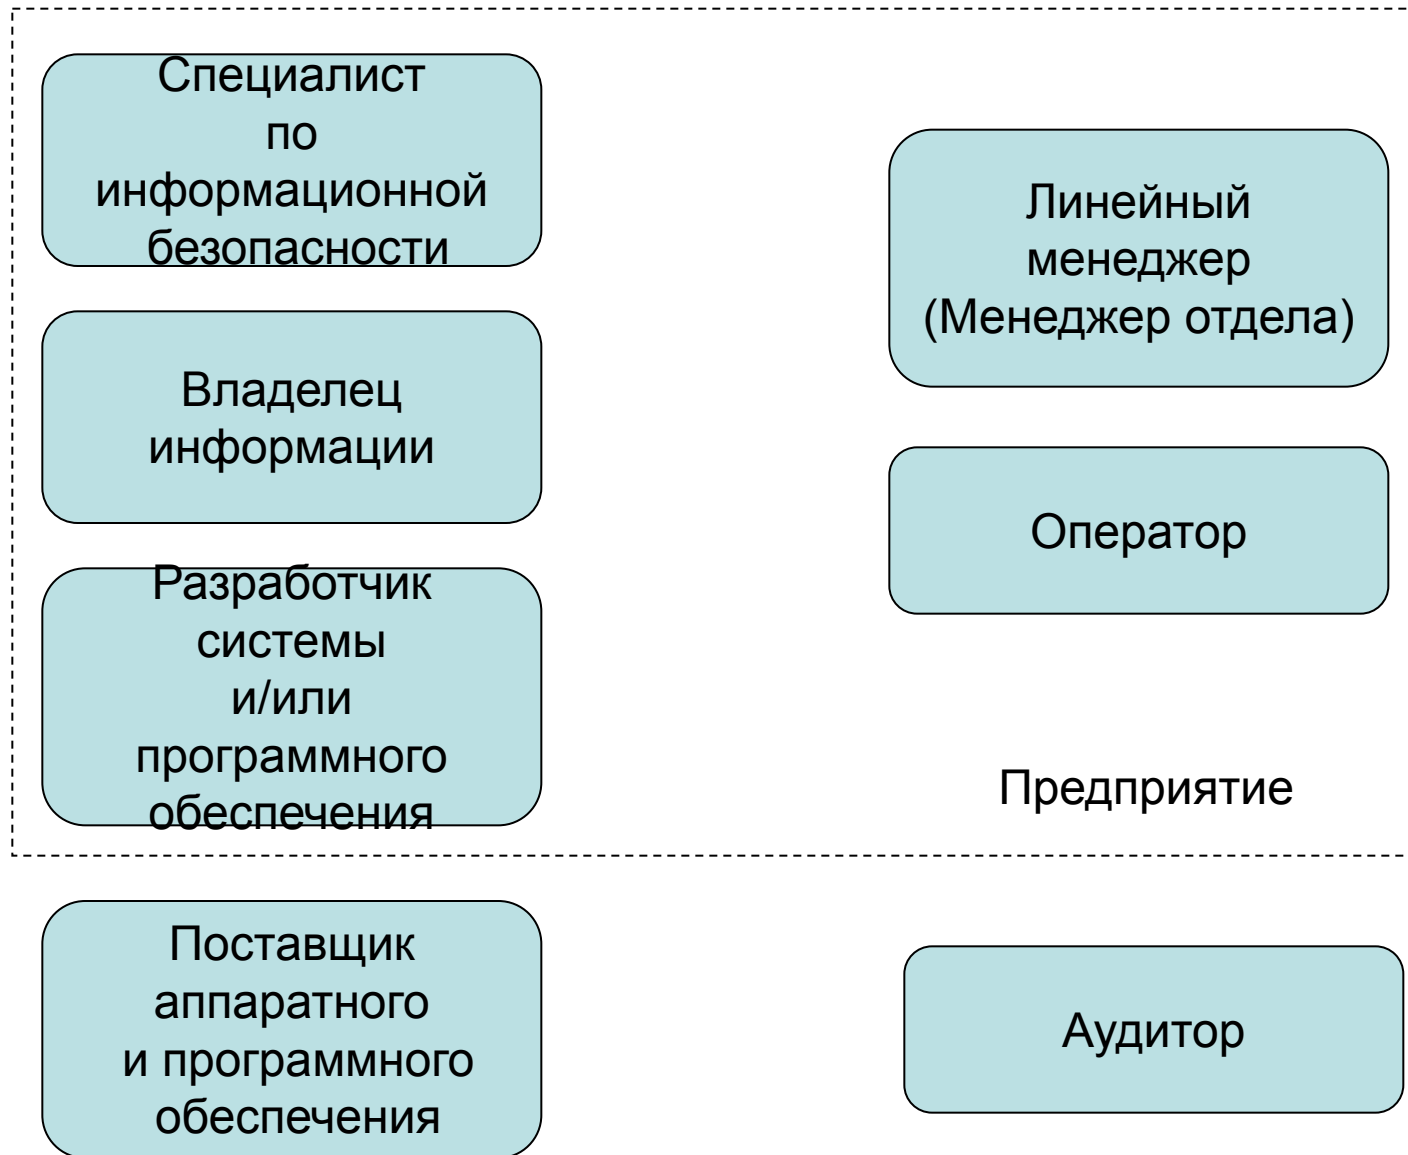 Специалист
по
информационной
безопасности
Линейный
менеджер
(Менеджер отдела)
Владелец
информации
Оператор
Разработчик
системы
и/или
программного
обеспечения
Предприятие
Поставщик
аппаратного
и программного
обеспечения
Аудитор